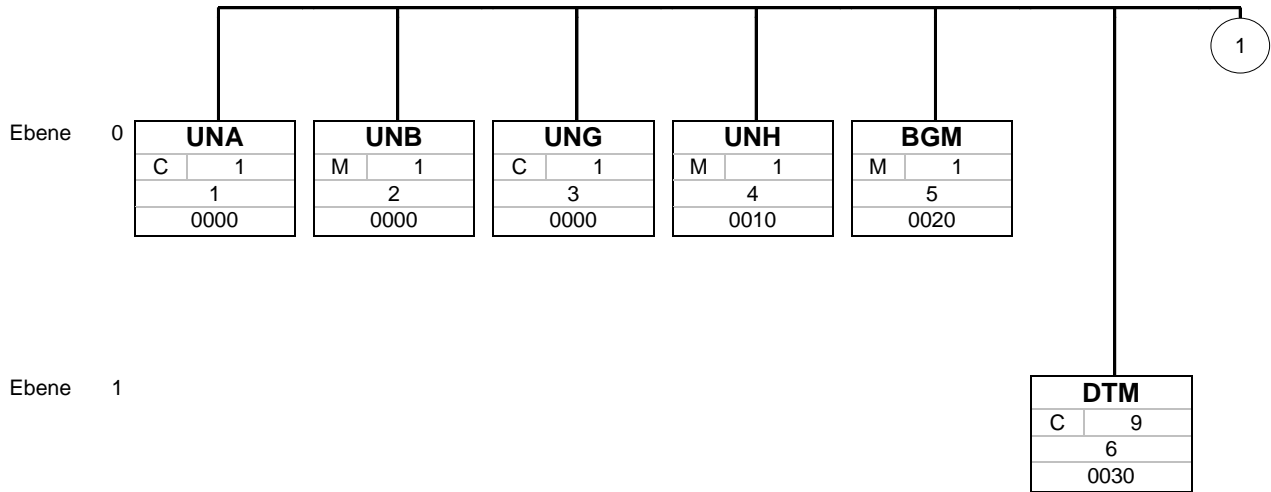 1
Ebene 0 UNA UNB UNG UNH BGM
C 1 M 1 C 1 M 1 M 1
1 2 3 4 5
0000 0000 0000 0010 0020
Ebene 1 DTM
C 9
6
0030